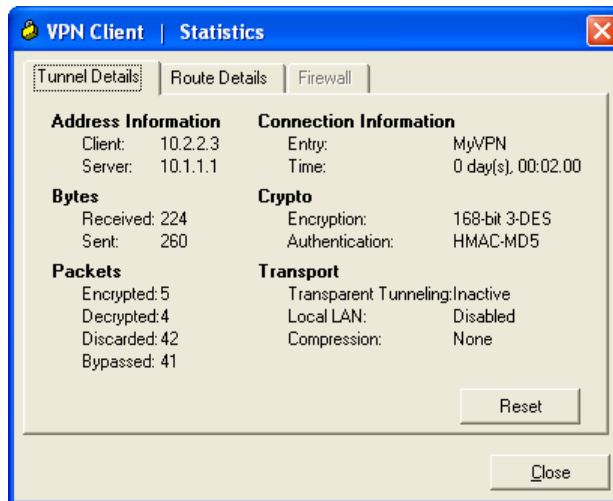 VPN Client | Statistics
Tunnel Details
Route Details
Firewall
Address Information
Client: 10.2.2.3
Server: 10.1.1.1
Connection Information
Entry: MyVPN
Time: 0 day(s), 00:02.00
Bytes
Received: 224
Sent: 260
Crypto
Encryption: 168-bit 3-DES
Authentication: HMAC-MD5
Packets
Encrypted: 5
Decrypted: 4
Discarded: 42
Bypassed: 41
Transport
Transparent Tunneling: Inactive
Local LAN: Disabled
Compression: None
Reset
Close